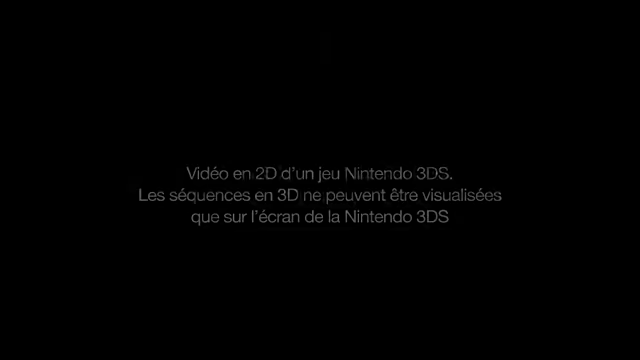 Vidéo en 2D d'un jeu Nintendo 3DS.
Les séquences en 3D ne peuvent être visualisées
que sur l'écran de la Nintendo 3DS